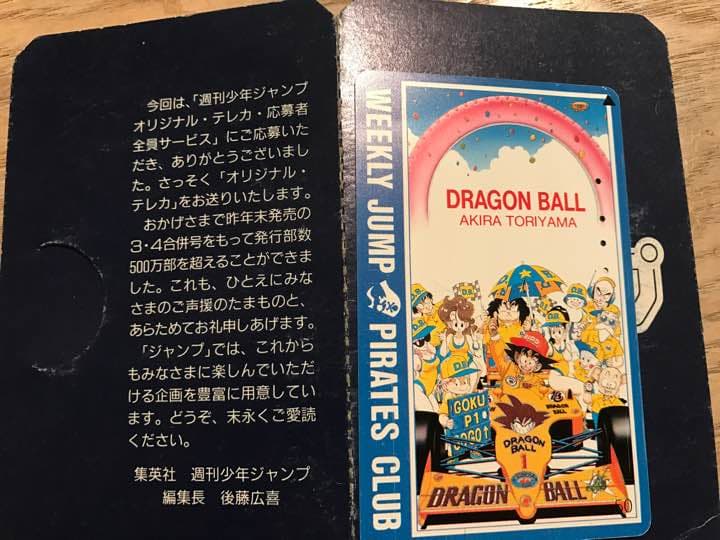 今回は、「週刊少年ジャンプ
オリジナル・テレカ・応募者
全員サービス」にご応募いた
だき、ありがとうございまし
た。さっそく「オリジナル・
テレカ」をお送りいたします。
おかげさまで昨年末発売の
3・4合併号をもって発行部数
500万部を超えることができま
した。これも、ひとえにみな
さまのご声援のたまものと、
あらためてお礼申しあげます。
「ジャンプ」では、これから
もみなさまに楽しんでいただ
ける企画を豊富に用意してい
ます。どうぞ、末永くご愛読
ください。
集英社 週刊少年ジャンプ
編集長 後藤広喜
WEEKLY JUMP PIRATES CLUB
DRAGON BALL
AKIRA TORIYAMA
D.B.
GOKU
P1
GOGO!
DRAGON BALL
DRAGON
BALL
1
DRAGON BALL
50